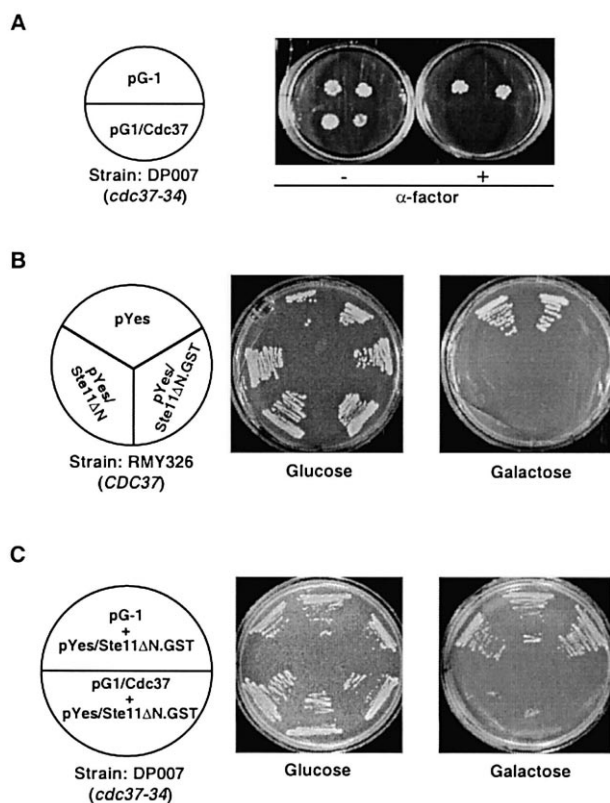 A
pG-1
pG1/Cdc37
Strain: DP007
(cdc37-34)
- +
α-factor
B
pYes
pYes/
Ste11ΔN
pYes/
Ste11ΔN.GST
Strain: RMY326
(CDC37)
Glucose
Galactose
C
pG-1
+
pYes/Ste11ΔN.GST
pG1/Cdc37
+
pYes/Ste11ΔN.GST
Strain: DP007
(cdc37-34)
Glucose
Galactose